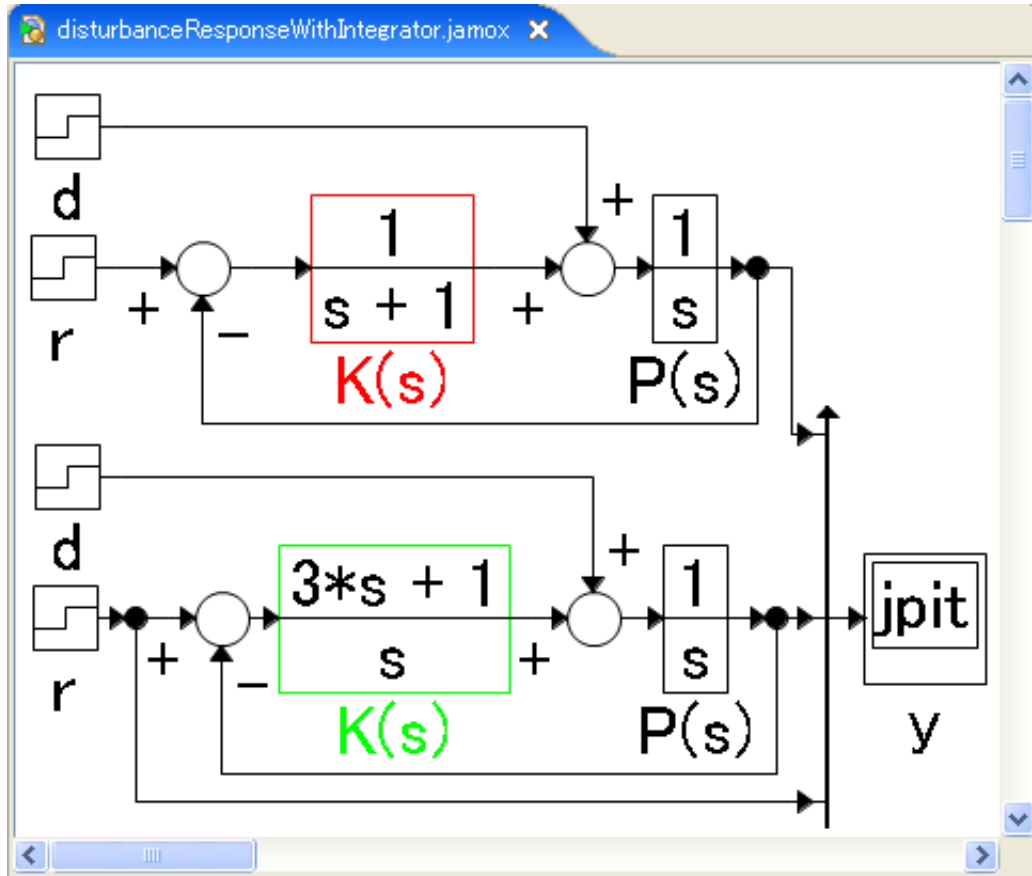 disturbanceResponseWithIntegrator.jamox
d
+
1
s + 1
1
s
r
+
−
+
K(s)
P(s)
d
+
3*s + 1
s
1
s
jpit
r
+
−
+
K(s)
P(s)
y